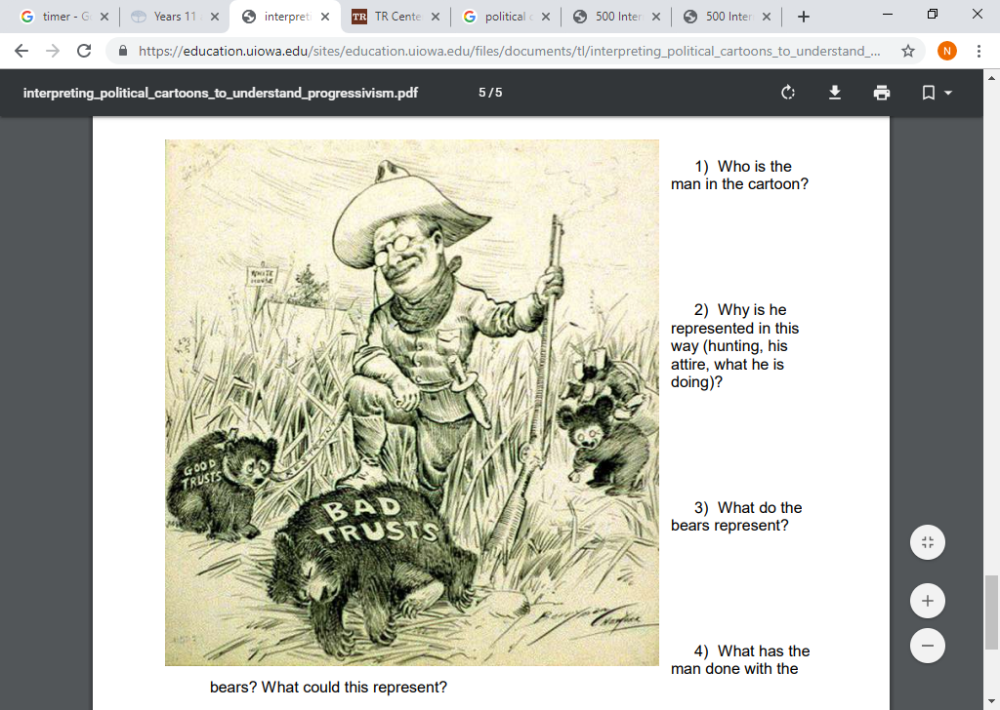 timer - G
Years 11
interpreti
TR
TR Cente
political c
500 Inter
500 Inter
https://education.uiowa.edu/sites/education.uiowa.edu/files/documents/tl/interpreting_political_cartoons_to_understand_...
N
interpreting_political_cartoons_to_understand_progressivism.pdf
5 / 5
1) Who is the
man in the cartoon?
WHITE
HOUSE
2) Why is he
represented in this
way (hunting, his
attire, what he is
doing)?
GOOD
TRUSTS
BAD
TRUSTS
3) What do the
bears represent?
4) What has the
man done with the
bears? What could this represent?